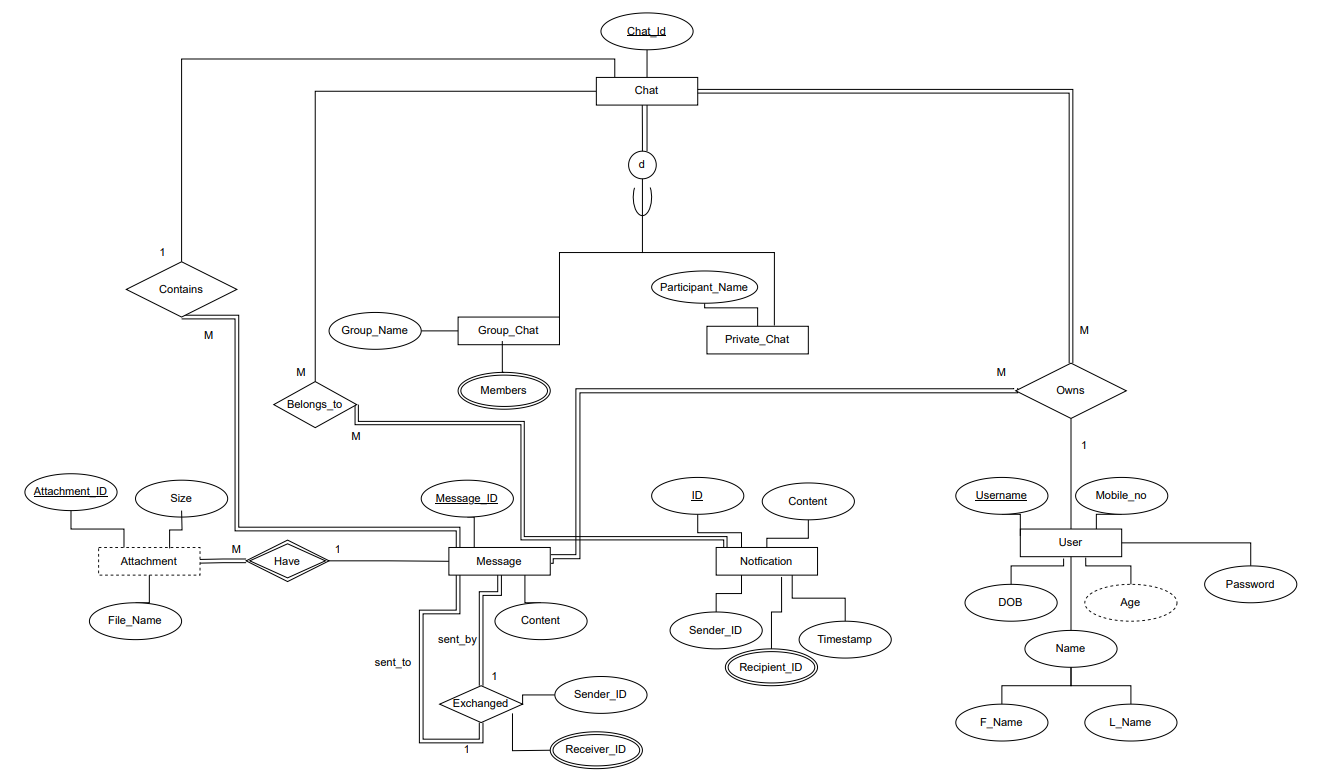 Chat_Id
Chat
d
1
Contains
M
Participant_Name
Group_Name
Group_Chat
Private_Chat
M
M
M
Members
Belongs_to
Owns
M
1
Attachment_ID
Size
Message_ID
ID
Content
Username
Mobile_no
M
1
Attachment
Have
Message
Notfication
User
Password
File_Name
Content
Sender_ID
Timestamp
DOB
Age
sent_by
sent_to
Recipient_ID
Name
1
Exchanged
Sender_ID
F_Name
L_Name
1
Receiver_ID